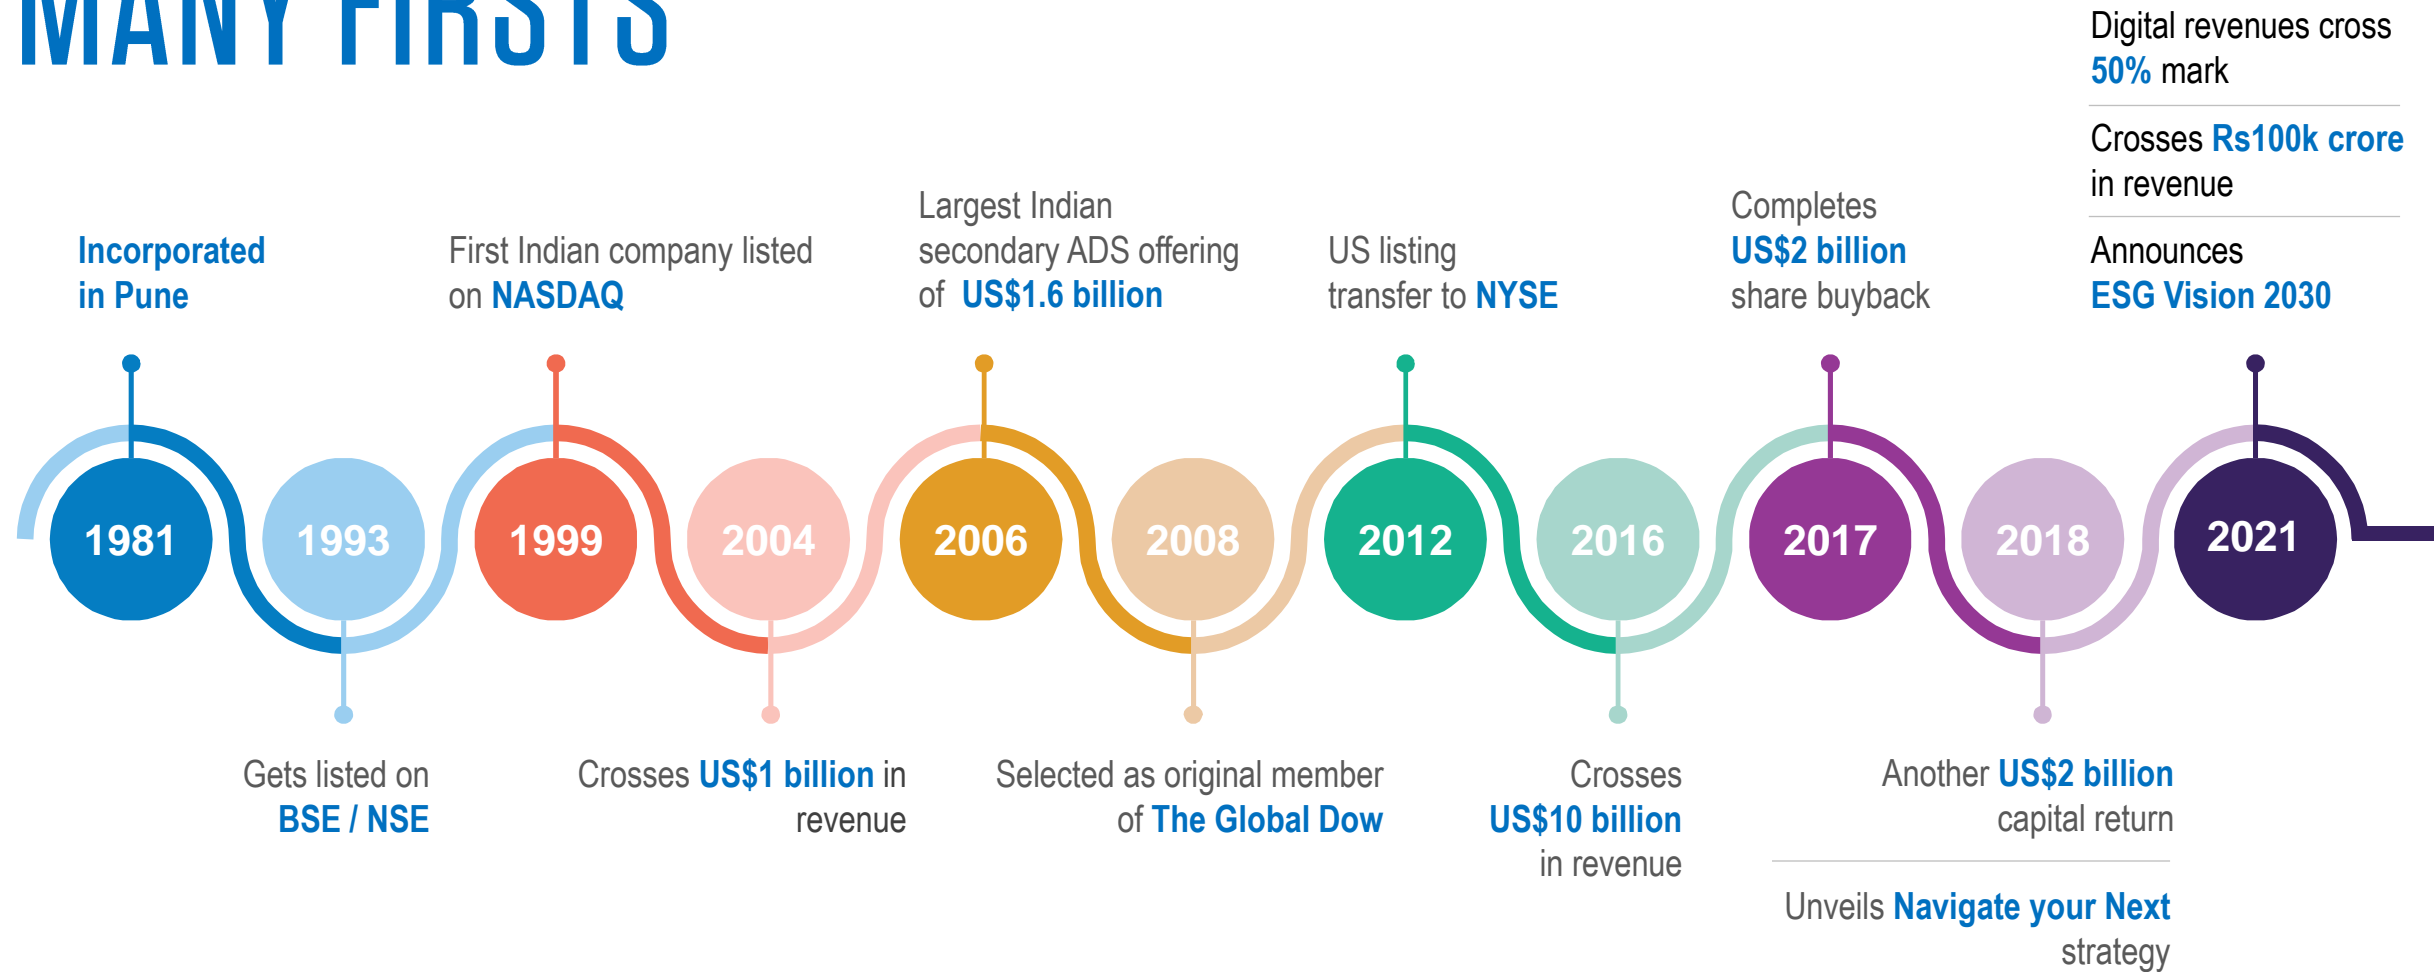 MANY FIRSTS
Digital revenues cross
50% mark
Crosses Rs100k crore
in revenue
Announces
ESG Vision 2030
Incorporated
in Pune
First Indian company listed
on NASDAQ
Largest Indian
secondary ADS offering
of US$1.6 billion
US listing
transfer to NYSE
Completes
US$2 billion
share buyback
1981
1993
1999
2004
2006
2008
2012
2016
2017
2018
2021
Gets listed on
BSE / NSE
Crosses US$1 billion in
revenue
Selected as original member
of The Global Dow
Crosses
US$10 billion
in revenue
Another US$2 billion
capital return
Unveils Navigate your Next
strategy